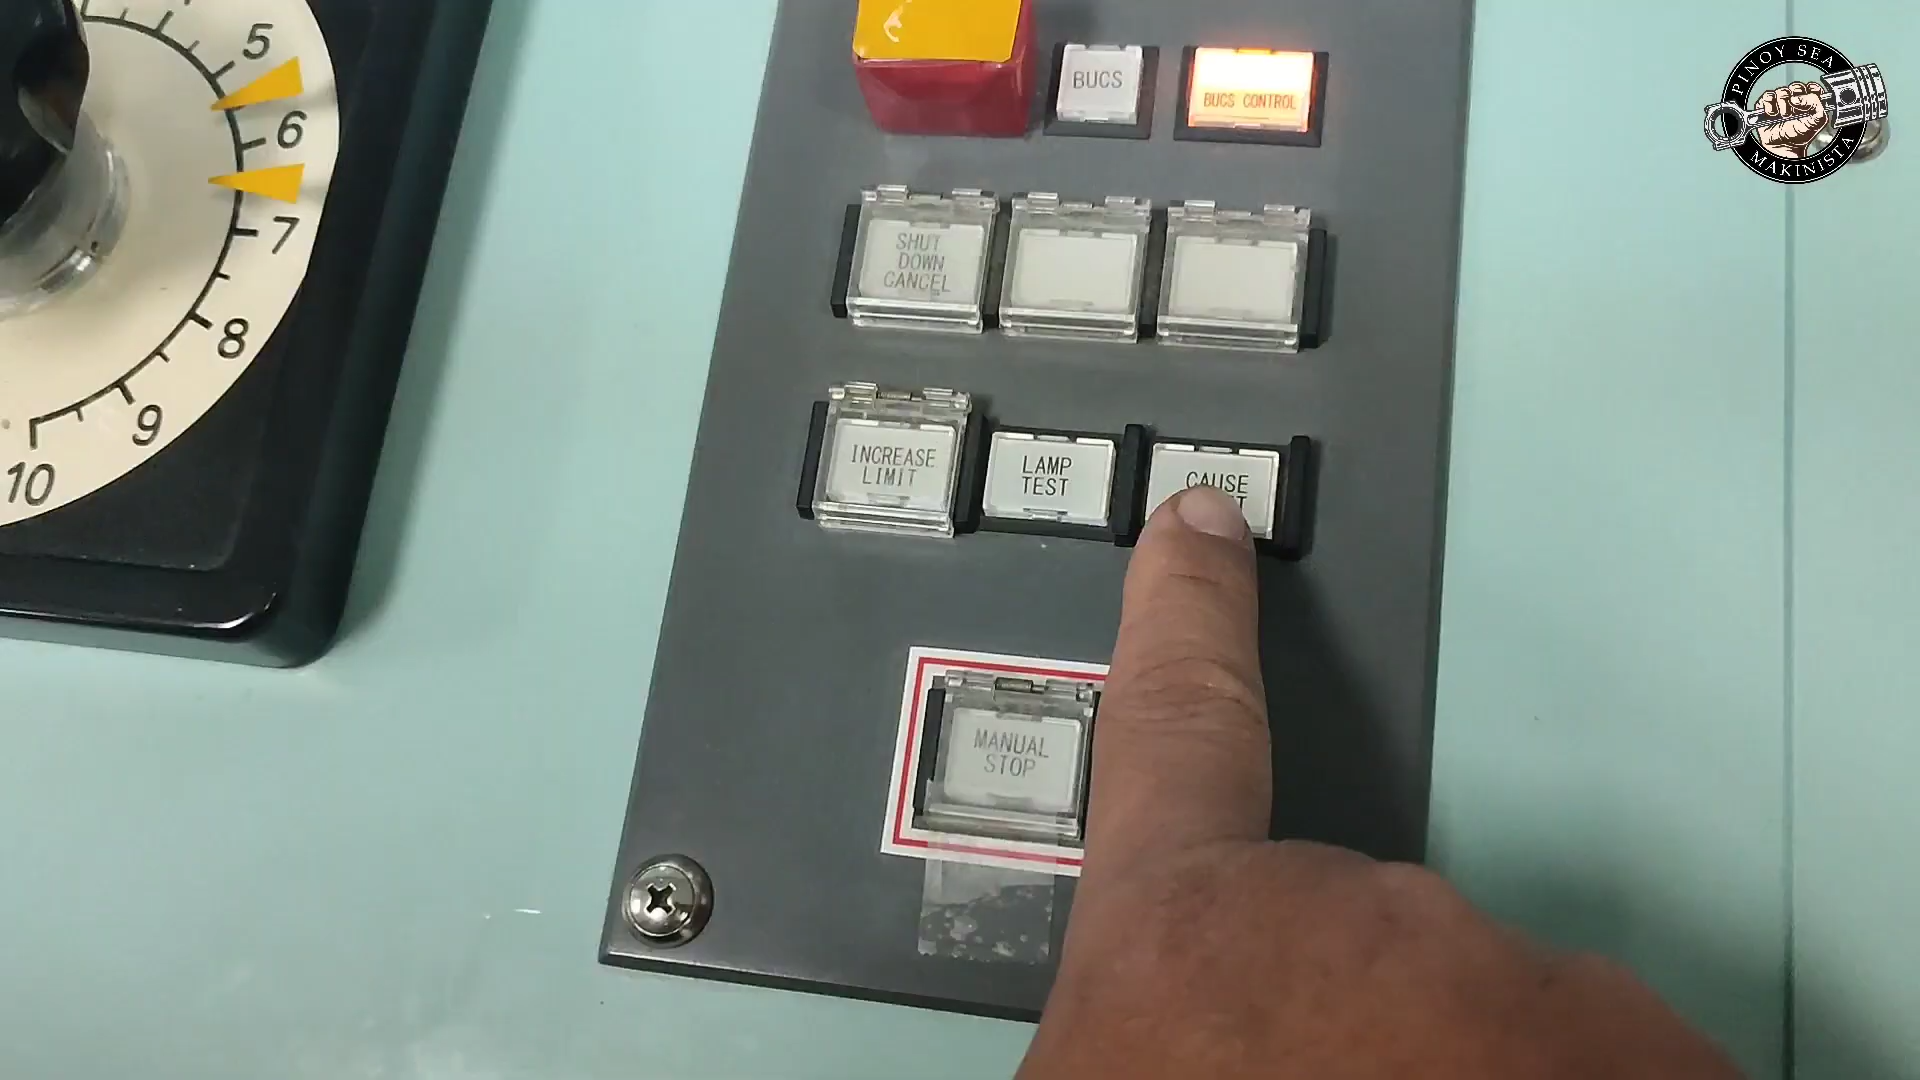 5
6
7
8
9
10
BUCS
BUCS CONTROL
SHUT
DOWN
CANCEL
INCREASE
LIMIT
LAMP
TEST
CAUSE
MANUAL
STOP
PINOY SEA
MAKINISTA